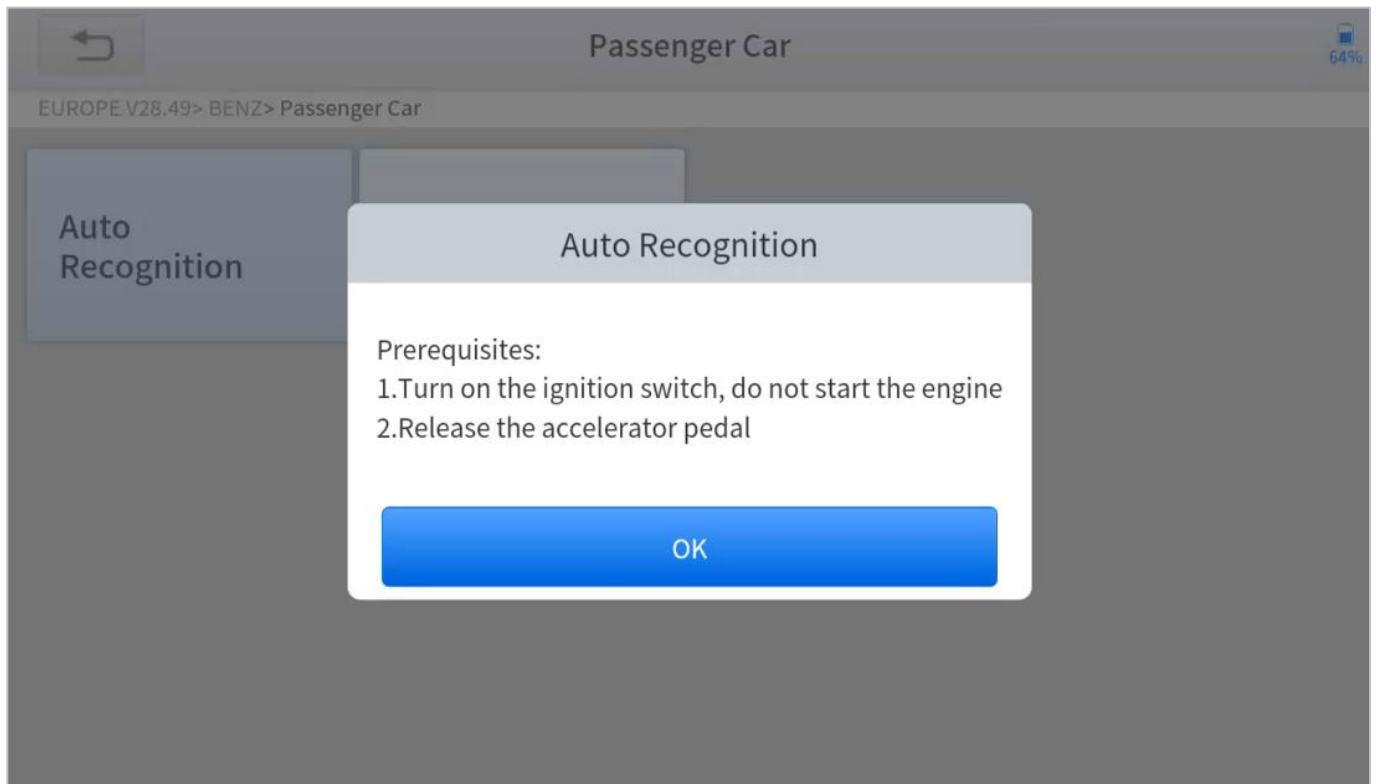 Passenger Car
64%
EUROPE V28.49> BENZ> Passenger Car
Auto
Recognition
Auto Recognition
Prerequisites:
1.Turn on the ignition switch, do not start the engine
2.Release the accelerator pedal
OK